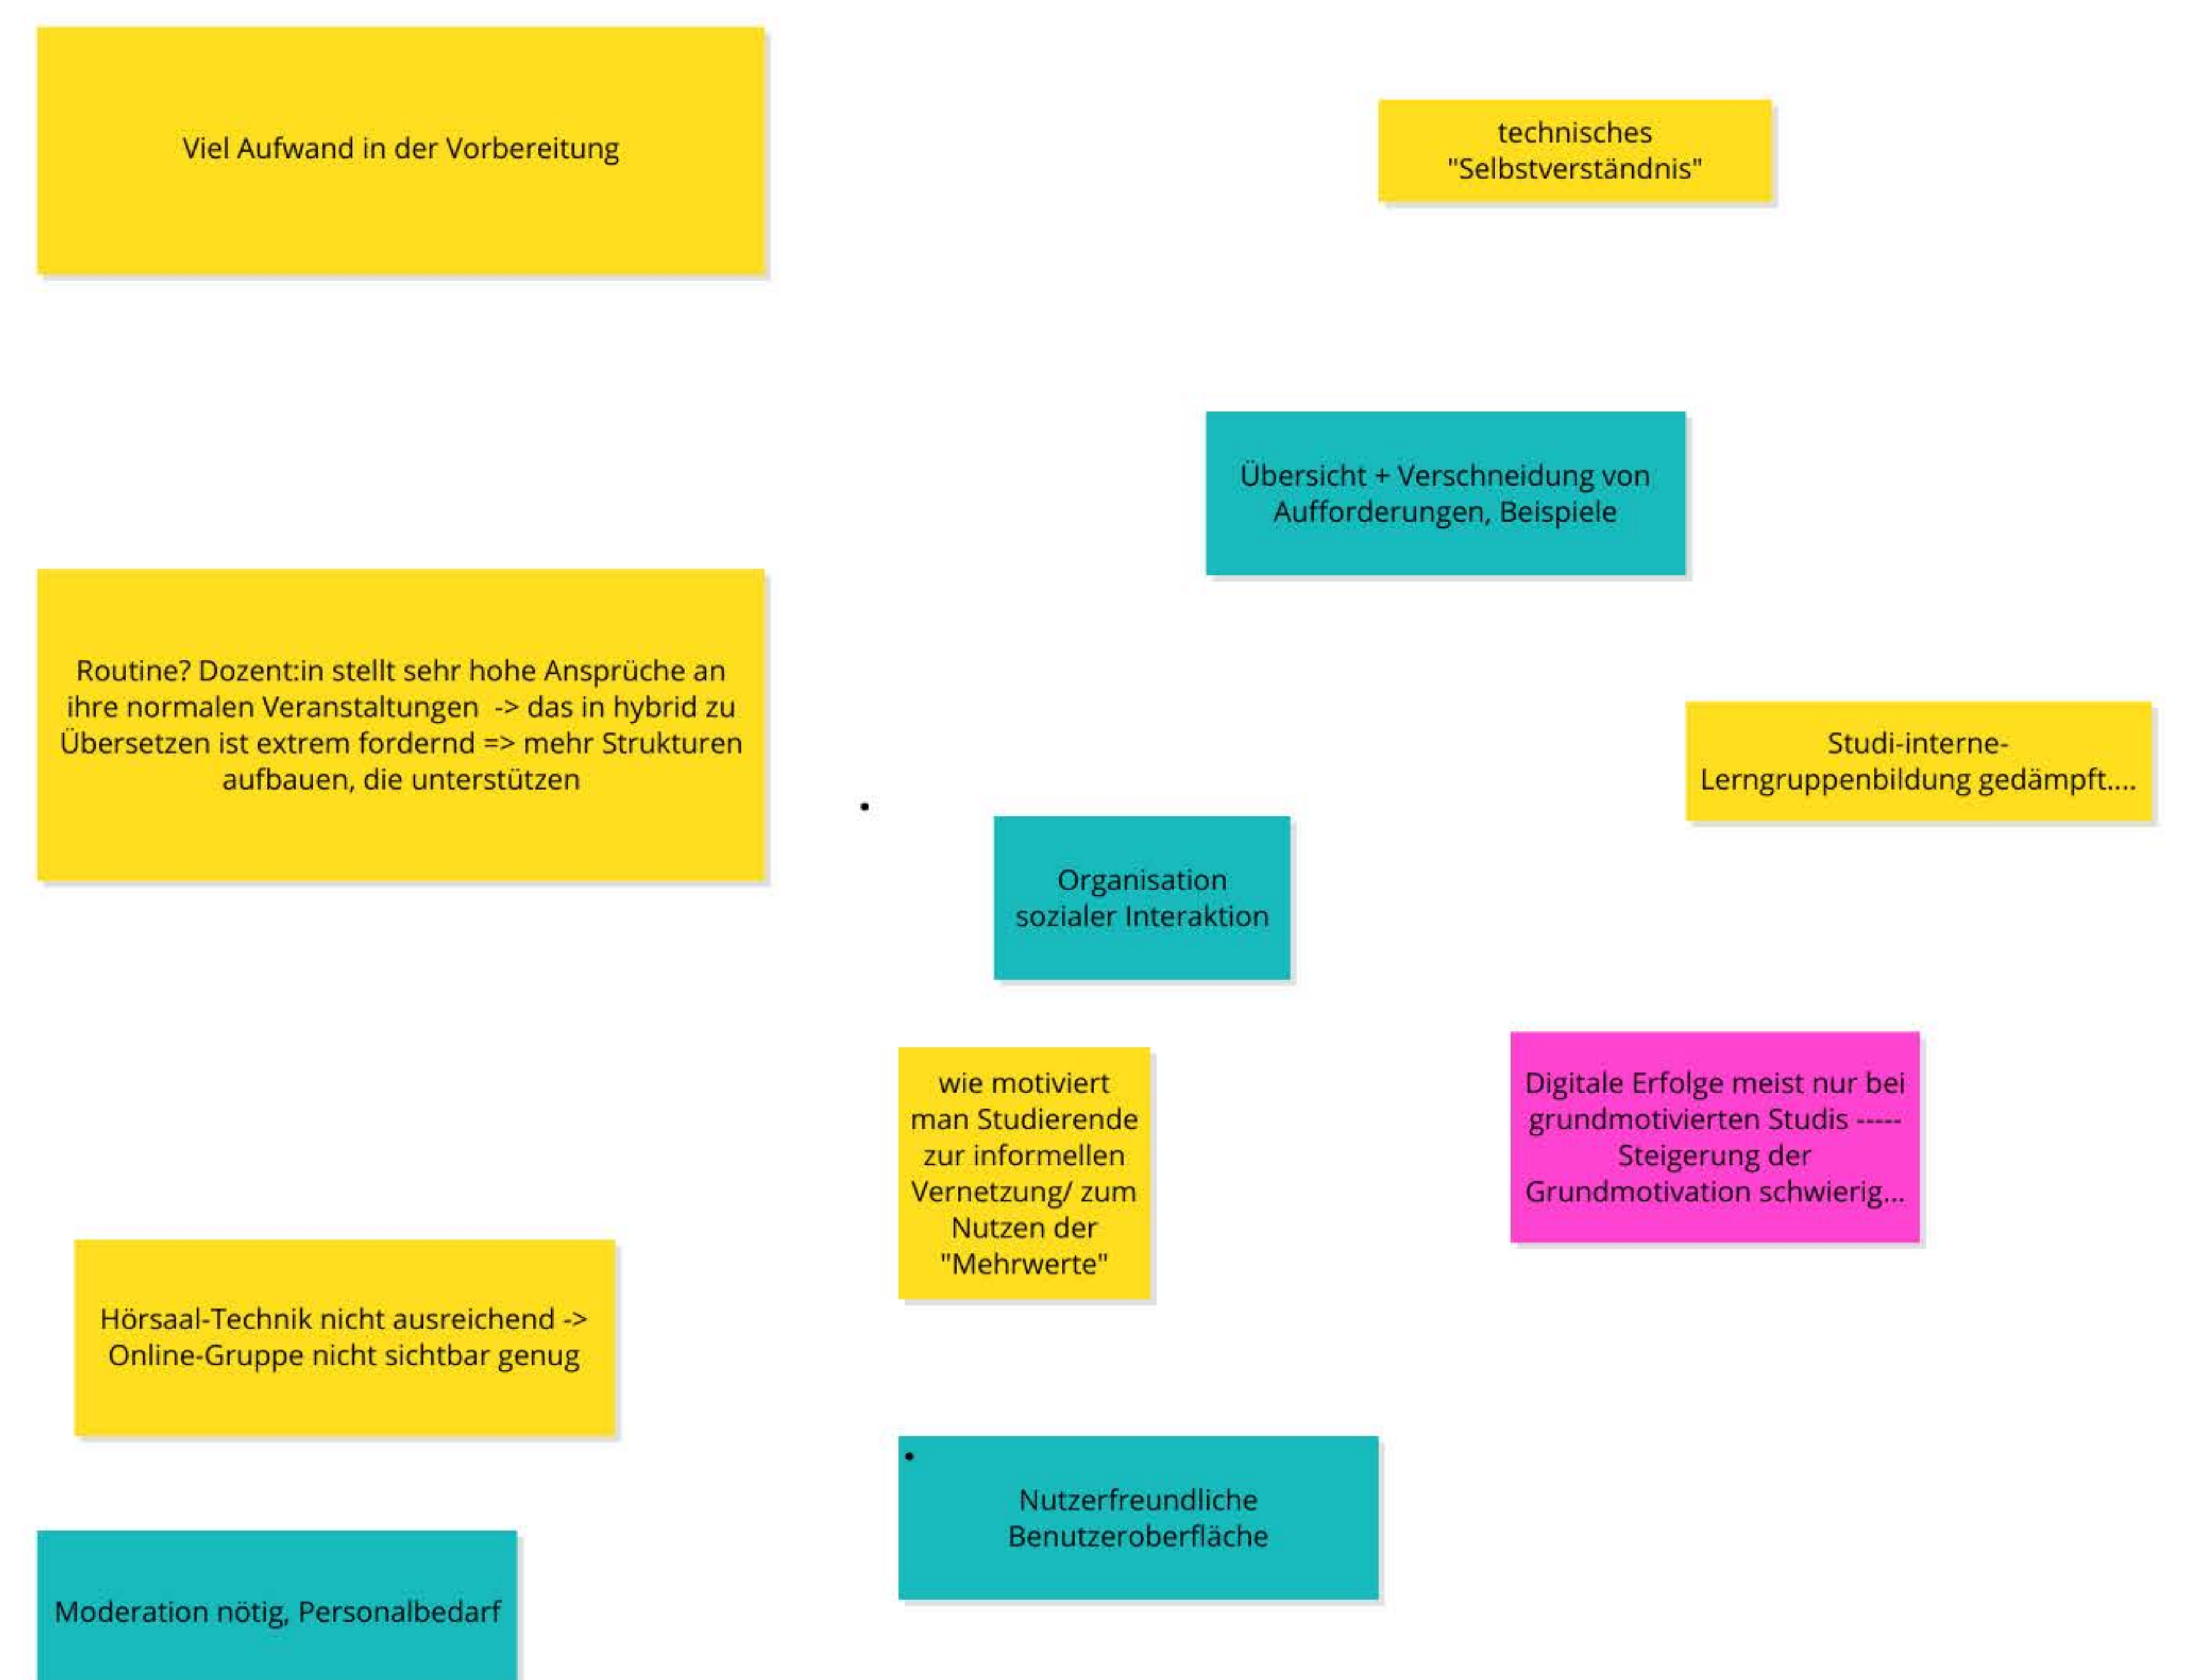 Viel Aufwand in der Vorbereitung
technisches
"Selbstverständnis"
Übersicht + Verschneidung von
Aufforderungen, Beispiele
Routine? Dozent:in stellt sehr hohe Ansprüche an
ihre normalen Veranstaltungen  -> das in hybrid zu
Übersetzen ist extrem fordernd => mehr Strukturen
aufbauen, die unterstützen
Studi-interne-
Lerngruppenbildung gedämpft....
•
Organisation
sozialer Interaktion
wie motiviert
man Studierende
zur informellen
Vernetzung/ zum
Nutzen der
"Mehrwerte"
Digitale Erfolge meist nur bei
grundmotivierten Studis -----
Steigerung der
Grundmotivation schwierig...
Hörsaal-Technik nicht ausreichend ->
Online-Gruppe nicht sichtbar genug
•
Nutzerfreundliche
Benutzeroberfläche
Moderation nötig, Personalbedarf